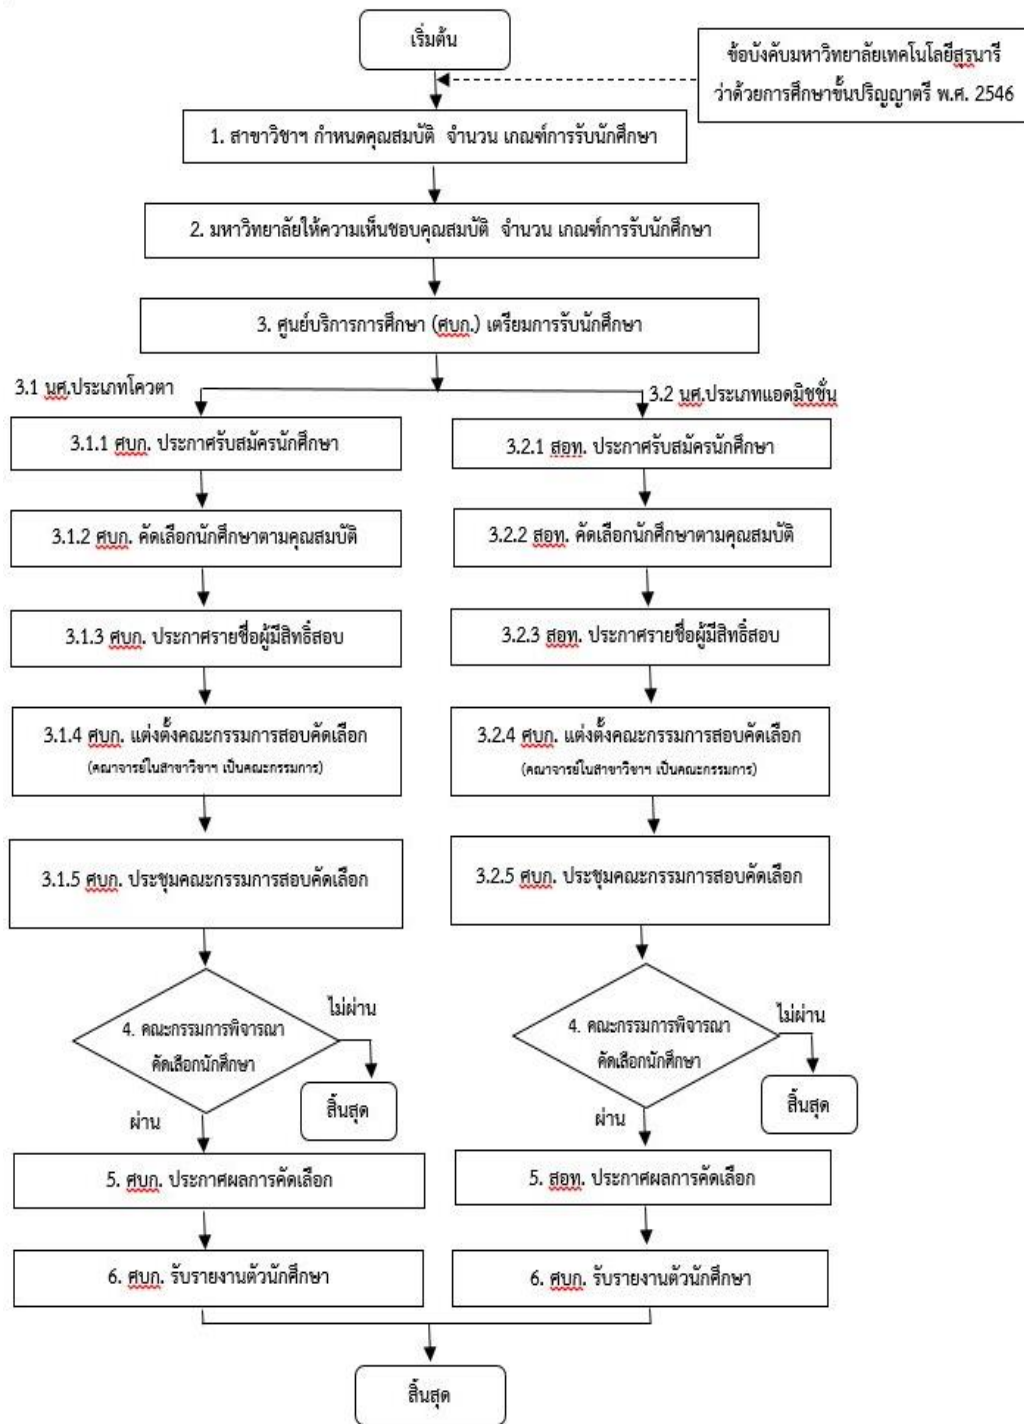 เริ่มต้น
ข้อบังคับมหาวิทยาลัยเทคโนโลยีสุรนารี
ว่าด้วยการศึกษาขั้นปริญญาตรี พ.ศ. 2546
1. สาขาวิชาฯ กำหนดคุณสมบัติ จำนวน เกณฑ์การรับนักศึกษา
2. มหาวิทยาลัยให้ความเห็นชอบคุณสมบัติ จำนวน เกณฑ์การรับนักศึกษา
3. ศูนย์บริการการศึกษา (ศบก.) เตรียมการรับนักศึกษา
3.1 นศ.ประเภทโควตา
3.1.1 ศบก. ประกาศรับสมัครนักศึกษา
3.1.2 ศบก. คัดเลือกนักศึกษาตามคุณสมบัติ
3.1.3 ศบก. ประกาศรายชื่อผู้มีสิทธิ์สอบ
3.1.4 ศบก. แต่งตั้งคณะกรรมการสอบคัดเลือก
(คณาจารย์ในสาขาวิชาฯ เป็นคณะกรรมการ)
3.1.5 ศบก. ประชุมคณะกรรมการสอบคัดเลือก
4. คณะกรรมการพิจารณา
คัดเลือกนักศึกษา
ไม่ผ่าน
สิ้นสุด
ผ่าน
5. ศบก. ประกาศผลการคัดเลือก
6. ศบก. รับรายงานตัวนักศึกษา
3.2 นศ.ประเภทแอดมิชชั่น
3.2.1 สอท. ประกาศรับสมัครนักศึกษา
3.2.2 สอท. คัดเลือกนักศึกษาตามคุณสมบัติ
3.2.3 สอท. ประกาศรายชื่อผู้มีสิทธิ์สอบ
3.2.4 ศบก. แต่งตั้งคณะกรรมการสอบคัดเลือก
(คณาจารย์ในสาขาวิชาฯ เป็นคณะกรรมการ)
3.2.5 ศบก. ประชุมคณะกรรมการสอบคัดเลือก
4. คณะกรรมการพิจารณา
คัดเลือกนักศึกษา
ไม่ผ่าน
สิ้นสุด
ผ่าน
5. สอท. ประกาศผลการคัดเลือก
6. ศบก. รับรายงานตัวนักศึกษา
สิ้นสุด